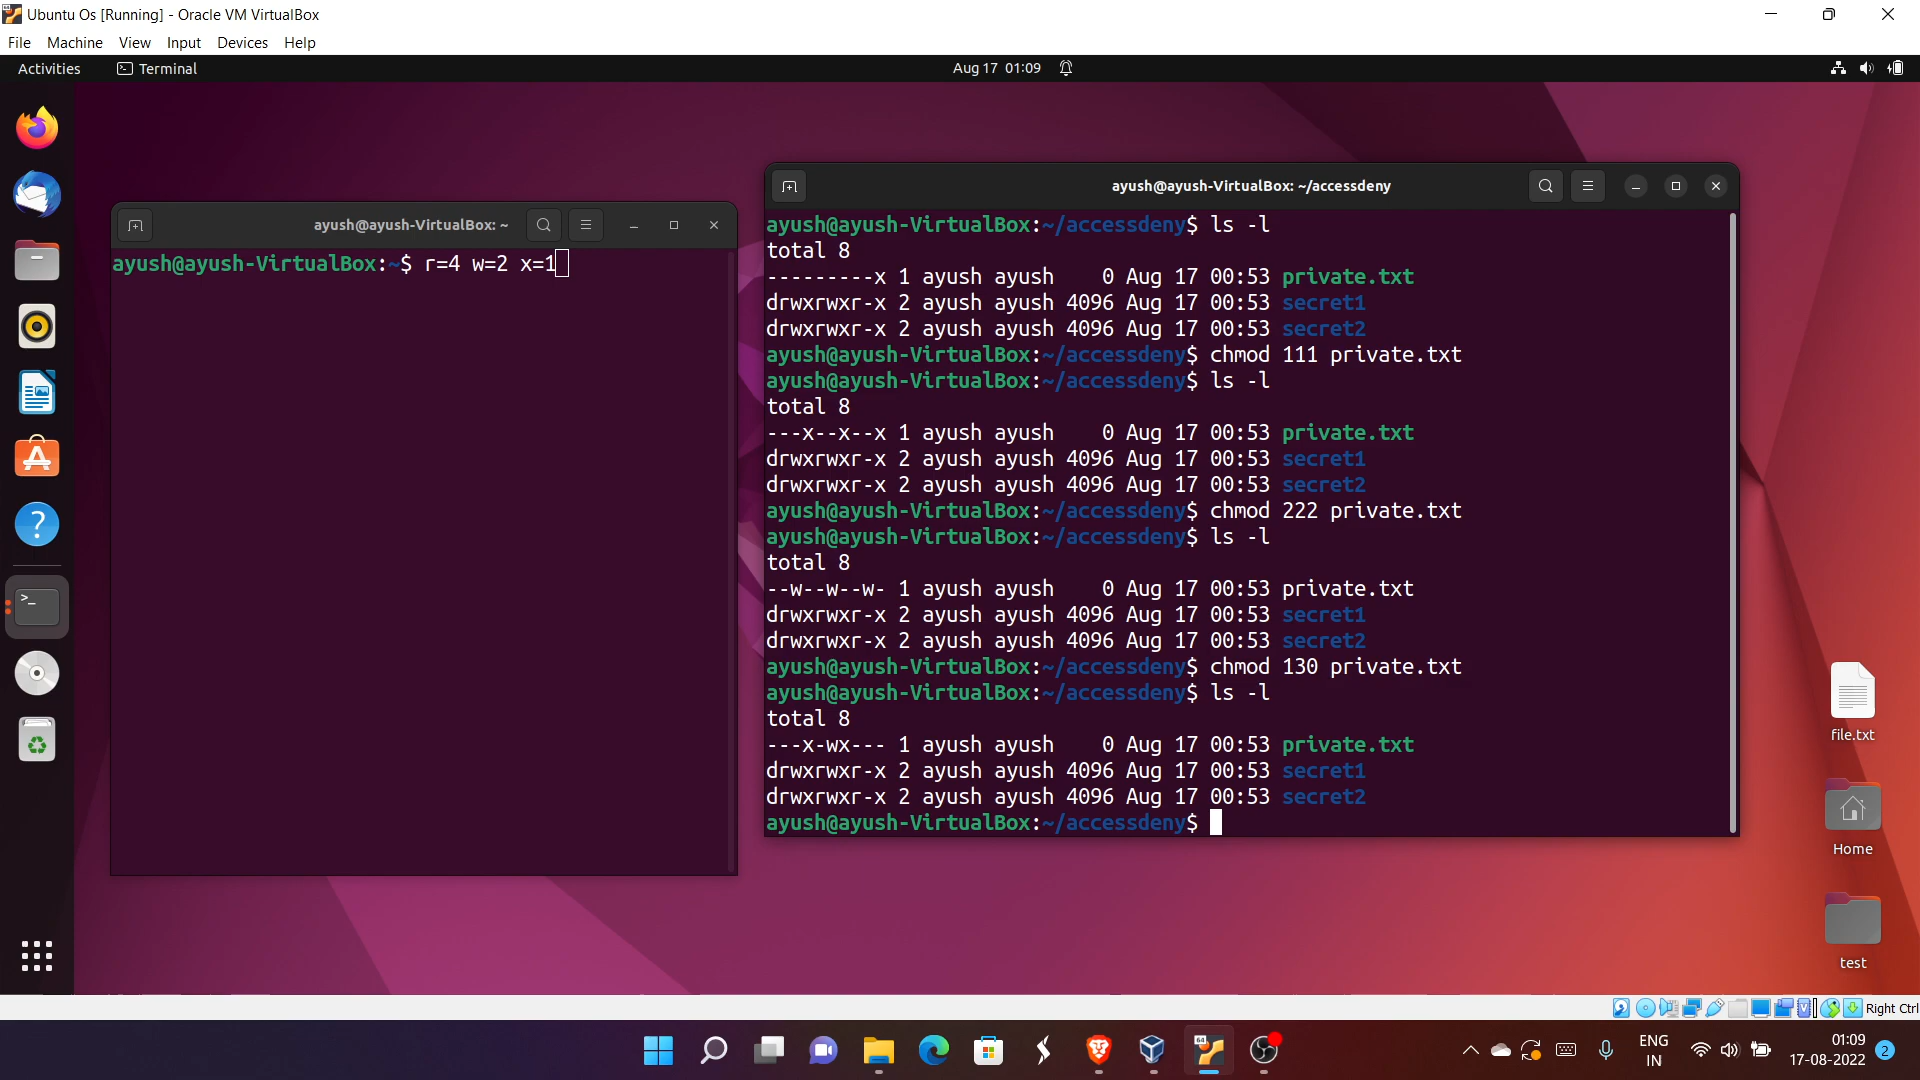 Ubuntu Os [Running] - Oracle VM VirtualBox
File Machine View Input Devices Help
Activities Terminal Aug 17 01:09
ayush@ayush-VirtualBox: ~
ayush@ayush-VirtualBox:~$ r=4 w=2 x=1
ayush@ayush-VirtualBox: ~/accessdeny
ayush@ayush-VirtualBox:~/accessdeny$ ls -l
total 8
---------x 1 ayush ayush    0 Aug 17 00:53 private.txt
drwxrwxr-x 2 ayush ayush 4096 Aug 17 00:53 secret1
drwxrwxr-x 2 ayush ayush 4096 Aug 17 00:53 secret2
ayush@ayush-VirtualBox:~/accessdeny$ chmod 111 private.txt
ayush@ayush-VirtualBox:~/accessdeny$ ls -l
total 8
---x--x--x 1 ayush ayush    0 Aug 17 00:53 private.txt
drwxrwxr-x 2 ayush ayush 4096 Aug 17 00:53 secret1
drwxrwxr-x 2 ayush ayush 4096 Aug 17 00:53 secret2
ayush@ayush-VirtualBox:~/accessdeny$ chmod 222 private.txt
ayush@ayush-VirtualBox:~/accessdeny$ ls -l
total 8
--w--w--w- 1 ayush ayush    0 Aug 17 00:53 private.txt
drwxrwxr-x 2 ayush ayush 4096 Aug 17 00:53 secret1
drwxrwxr-x 2 ayush ayush 4096 Aug 17 00:53 secret2
ayush@ayush-VirtualBox:~/accessdeny$ chmod 130 private.txt
ayush@ayush-VirtualBox:~/accessdeny$ ls -l
total 8
---x-wx--- 1 ayush ayush    0 Aug 17 00:53 private.txt
drwxrwxr-x 2 ayush ayush 4096 Aug 17 00:53 secret1
drwxrwxr-x 2 ayush ayush 4096 Aug 17 00:53 secret2
ayush@ayush-VirtualBox:~/accessdeny$
file.txt
Home
test
Right Ctrl
ENG
IN
01:09
17-08-2022
2
64